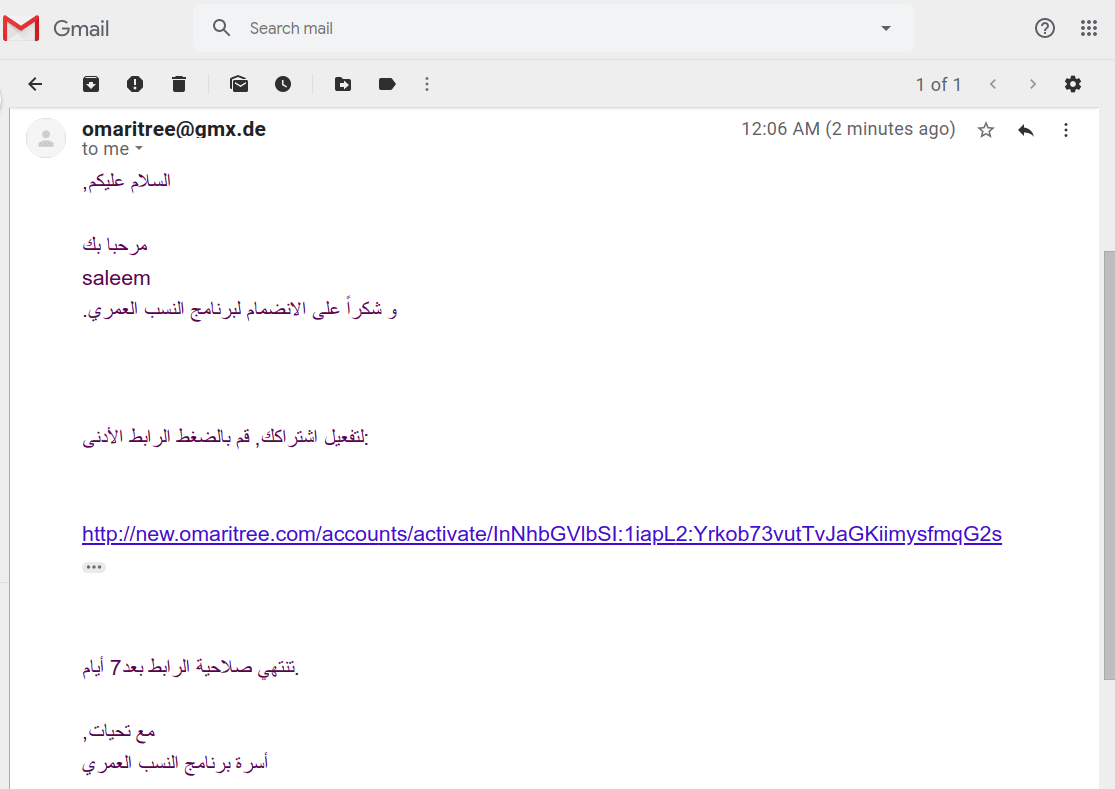 Gmail
Search mail
1 of 1
omaritree@gmx.de
12:06 AM (2 minutes ago)
to me
السلام عليكم,
مرحبا بك
saleem
و شكراً على الانضمام لبرنامج النسب العمري.
لتفعيل اشتراكك, قم بالضغط الرابط الأدنى:
http://new.omaritree.com/accounts/activate/InNhbGVlbSI:1iapL2:Yrkob73vutTvJaGKiimysfmqG2s
تنتهي صلاحية الرابط بعد7 أيام.
مع تحيات,
أسرة برنامج النسب العمري